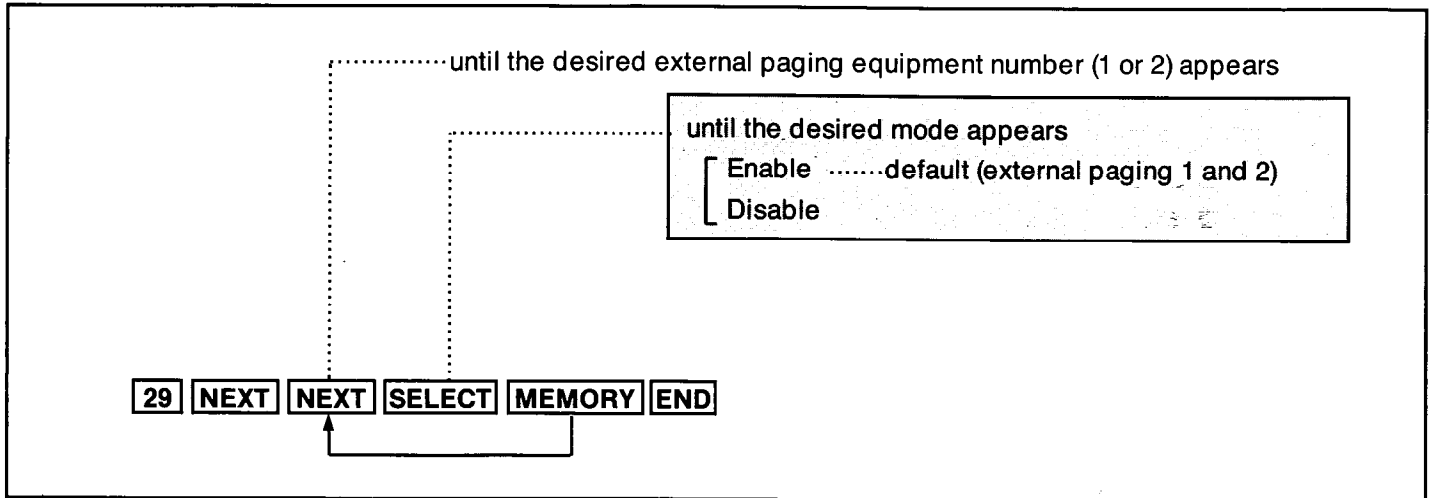 until the desired external paging equipment number (1 or 2) appears
until the desired mode appears
Enable ....... default (external paging 1 and 2)
Disable
29 NEXT NEXT SELECT MEMORY END